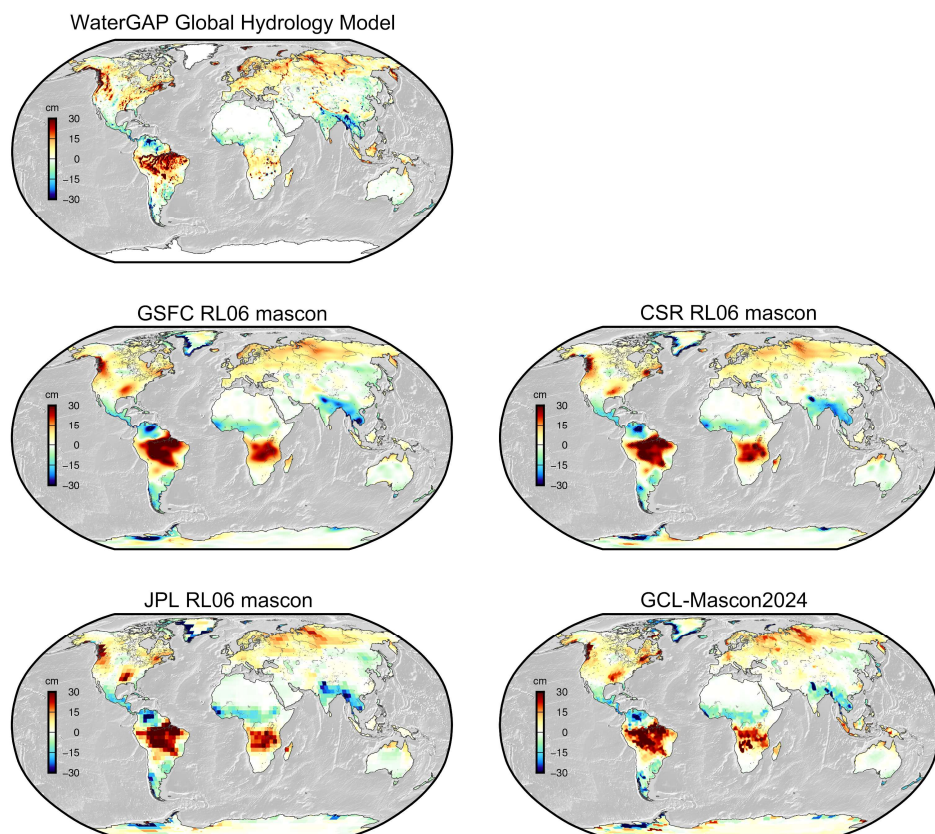 WaterGAP Global Hydrology Model
cm
30
15
0
−15
−30
GSFC RL06 mascon
cm
30
15
0
−15
−30
CSR RL06 mascon
cm
30
15
0
−15
−30
JPL RL06 mascon
cm
30
15
0
−15
−30
GCL-Mascon2024
cm
30
15
0
−15
−30